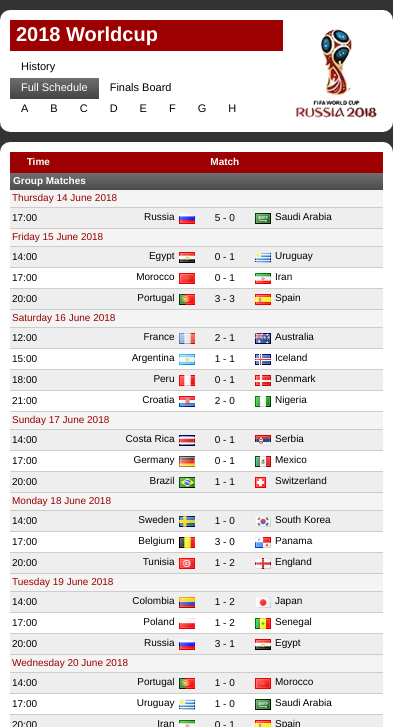 2018 Worldcup
History
Full Schedule Finals Board
A B C D E F G H
FIFA WORLD CUP
RUSSIA 2018
Time Match
Group Matches
Thursday 14 June 2018
17:00 Russia 5 - 0 Saudi Arabia
Friday 15 June 2018
14:00 Egypt 0 - 1 Uruguay
17:00 Morocco 0 - 1 Iran
20:00 Portugal 3 - 3 Spain
Saturday 16 June 2018
12:00 France 2 - 1 Australia
15:00 Argentina 1 - 1 Iceland
18:00 Peru 0 - 1 Denmark
21:00 Croatia 2 - 0 Nigeria
Sunday 17 June 2018
14:00 Costa Rica 0 - 1 Serbia
17:00 Germany 0 - 1 Mexico
20:00 Brazil 1 - 1 Switzerland
Monday 18 June 2018
14:00 Sweden 1 - 0 South Korea
17:00 Belgium 3 - 0 Panama
20:00 Tunisia 1 - 2 England
Tuesday 19 June 2018
14:00 Colombia 1 - 2 Japan
17:00 Poland 1 - 2 Senegal
20:00 Russia 3 - 1 Egypt
Wednesday 20 June 2018
14:00 Portugal 1 - 0 Morocco
17:00 Uruguay 1 - 0 Saudi Arabia
20:00 Iran 0 - 1 Spain